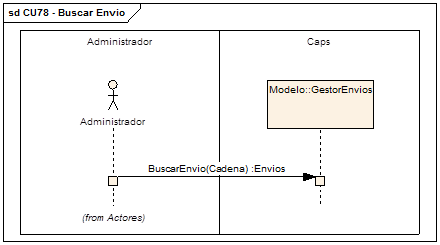 sd CU78 - Buscar Envio
Administrador
Caps
Modelo::GestorEnvios
Administrador
BuscarEnvio(Cadena) :Envios
(from Actores)